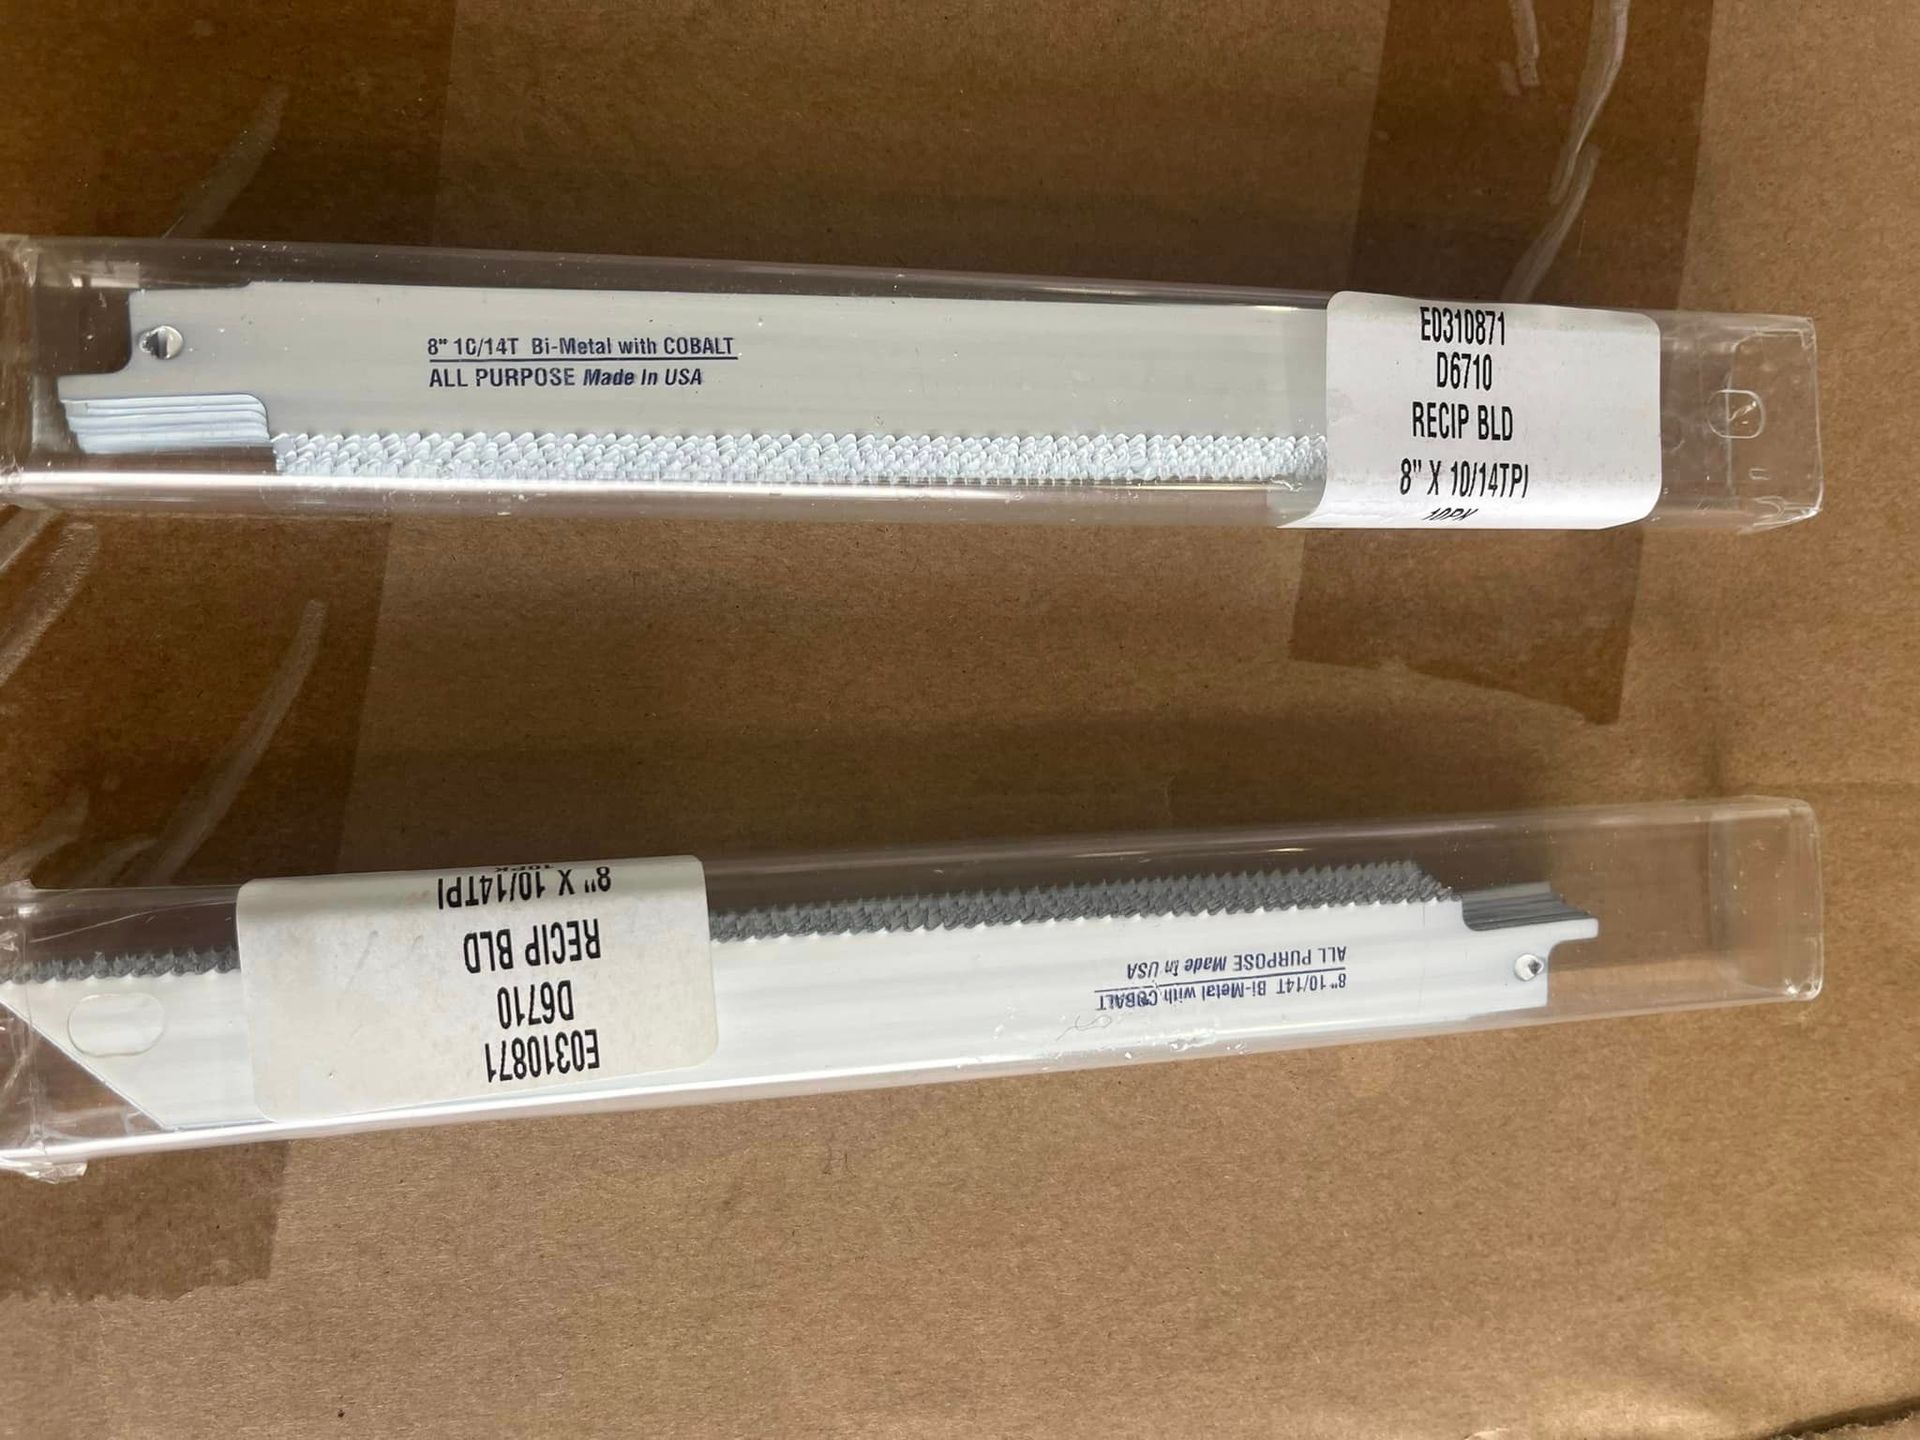 8" 10/14T Bi-Metal with COBALT
ALL PURPOSE Made In USA
E0310871
D6710
RECIP BLD
8" X 10/14TPI
10PK
E0310871
D6710
RECIP BLD
8" X 10/14TPI
10PK
8" 10/14T Bi-Metal with COBALT
ALL PURPOSE Made In USA